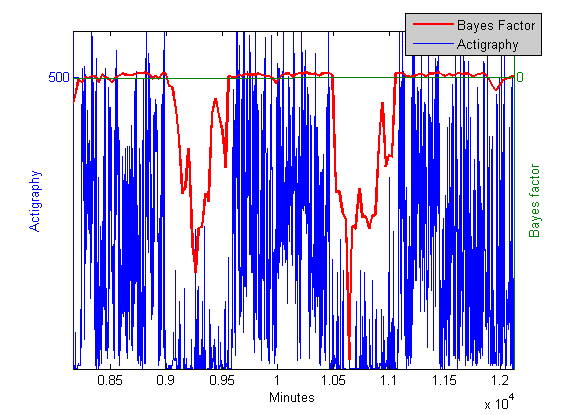 Bayes Factor
Actigraphy
500
0
Actigraphy
Bayes factor
0.85 0.9 0.95 1 1.05 1.1 1.15 1.2
Minutes
x 10^4